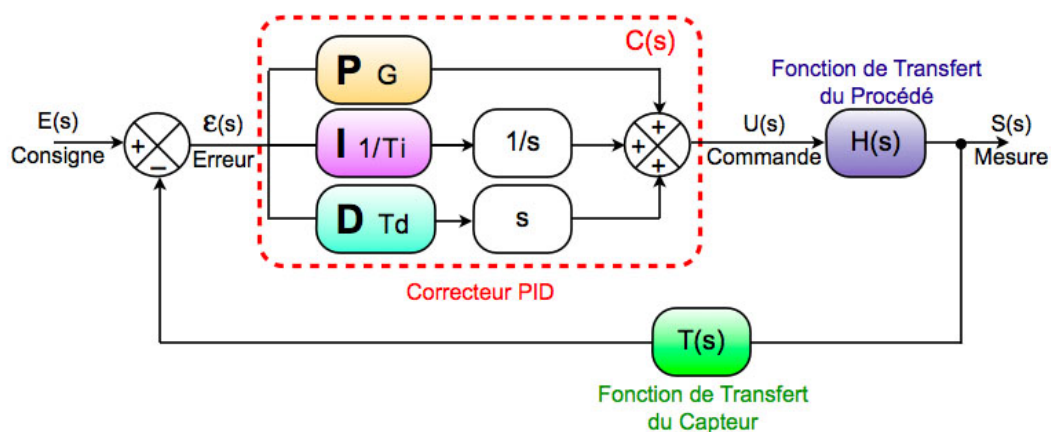 C(s)
P G
Fonction de Transfert
du Procédé
E(s)
Consigne
+
−
ε(s)
Erreur
I 1/Ti
1/s
+
+
+
U(s)
Commande
H(s)
S(s)
Mesure
D Td
s
Correcteur PID
T(s)
Fonction de Transfert
du Capteur